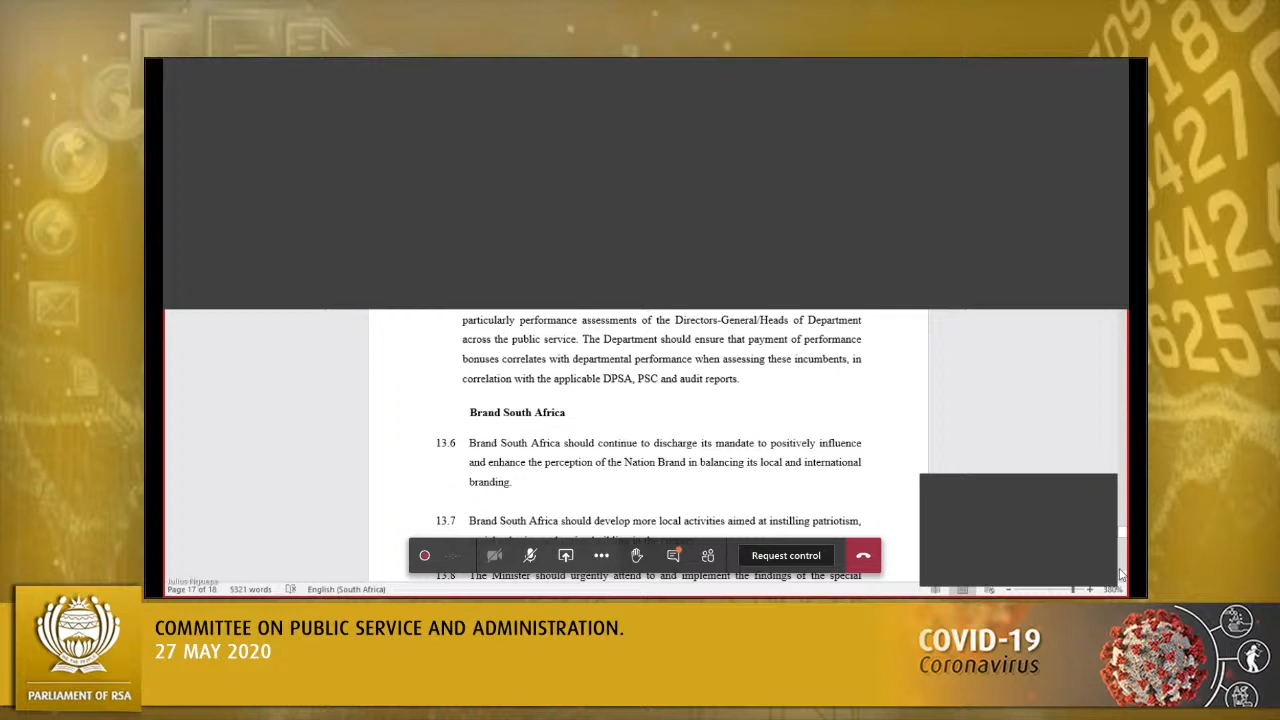 particularly performance assessments of the Directors-General/Heads of Department
across the public service. The Department should ensure that payment of performance
bonuses correlates with departmental performance when assessing these incumbents, in
correlation with the applicable DPSA, PSC and audit reports.
Brand South Africa
13.6 Brand South Africa should continue to discharge its mandate to positively influence
and enhance the perception of the Nation Brand in balancing its local and international
branding.
13.7 Brand South Africa should develop more local activities aimed at instilling patriotism,
Request control
13.8 The Minister should urgently attend to and implement the findings of the special
Page 17 of 18 5321 words English (South Africa) 380%
COMMITTEE ON PUBLIC SERVICE AND ADMINISTRATION.
27 MAY 2020
PARLIAMENT OF RSA
COVID-19
Coronavirus